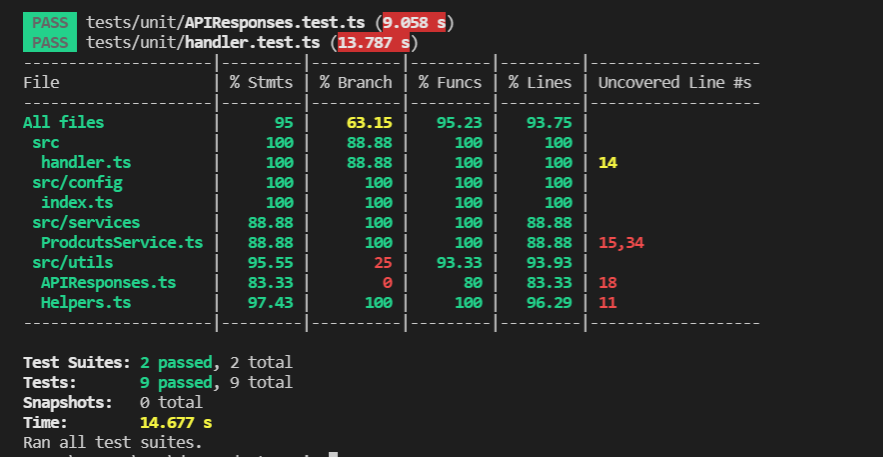 PASS  tests/unit/APIResponses.test.ts (9.058 s)
PASS  tests/unit/handler.test.ts (13.787 s)
--------------------|---------|----------|---------|---------|-------------------
File                | % Stmts | % Branch | % Funcs | % Lines | Uncovered Line #s
--------------------|---------|----------|---------|---------|-------------------
All files           |      95 |    63.15 |   95.23 |   93.75 |
 src                |     100 |    88.88 |     100 |     100 |
  handler.ts        |     100 |    88.88 |     100 |     100 | 14
 src/config         |     100 |      100 |     100 |     100 |
  index.ts          |     100 |      100 |     100 |     100 |
 src/services       |   88.88 |      100 |     100 |   88.88 |
  ProdcutsService.ts |   88.88 |      100 |     100 |   88.88 | 15,34
 src/utils          |   95.55 |       25 |   93.33 |   93.93 |
  APIResponses.ts   |   83.33 |        0 |      80 |   83.33 | 18
  Helpers.ts        |   97.43 |      100 |     100 |   96.29 | 11
--------------------|---------|----------|---------|---------|-------------------
Test Suites: 2 passed, 2 total
Tests:       9 passed, 9 total
Snapshots:   0 total
Time:        14.677 s
Ran all test suites.